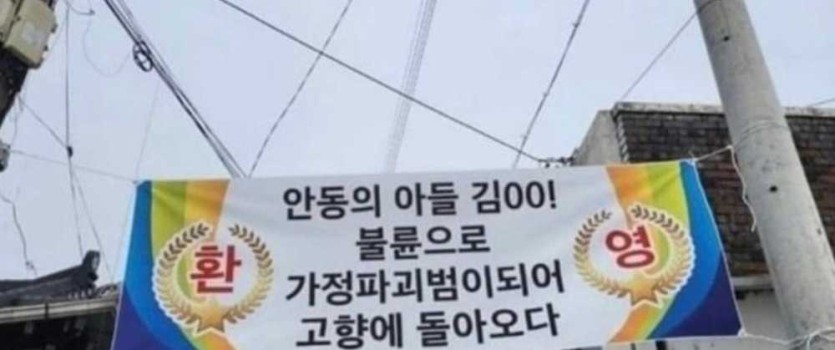 안동의 아들 김00!
불륜으로
가정파괴범이되어
고향에 돌아오다
환
영